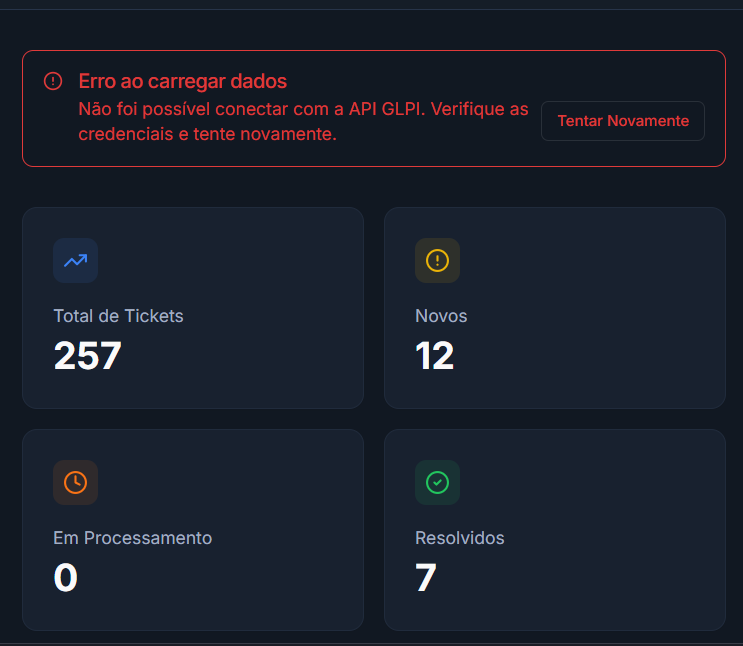 Erro ao carregar dados
Não foi possível conectar com a API GLPI. Verifique as
credenciais e tente novamente.
Tentar Novamente
Total de Tickets
257
Novos
12
Em Processamento
0
Resolvidos
7